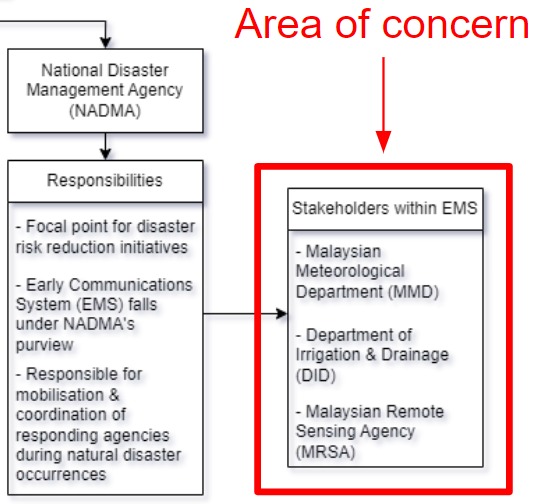 Area of concern
National Disaster
Management Agency
(NADMA)
Responsibilities
- Focal point for disaster
risk reduction initiatives
- Early Communications
System (EMS) falls
under NADMA's
purview
- Responsible for
mobilisation &
coordination of
responding agencies
during natural disaster
occurrences
Stakeholders within EMS
- Malaysian
Meteorological
Department (MMD)
- Department of
Irrigation & Drainage
(DID)
- Malaysian Remote
Sensing Agency
(MRSA)